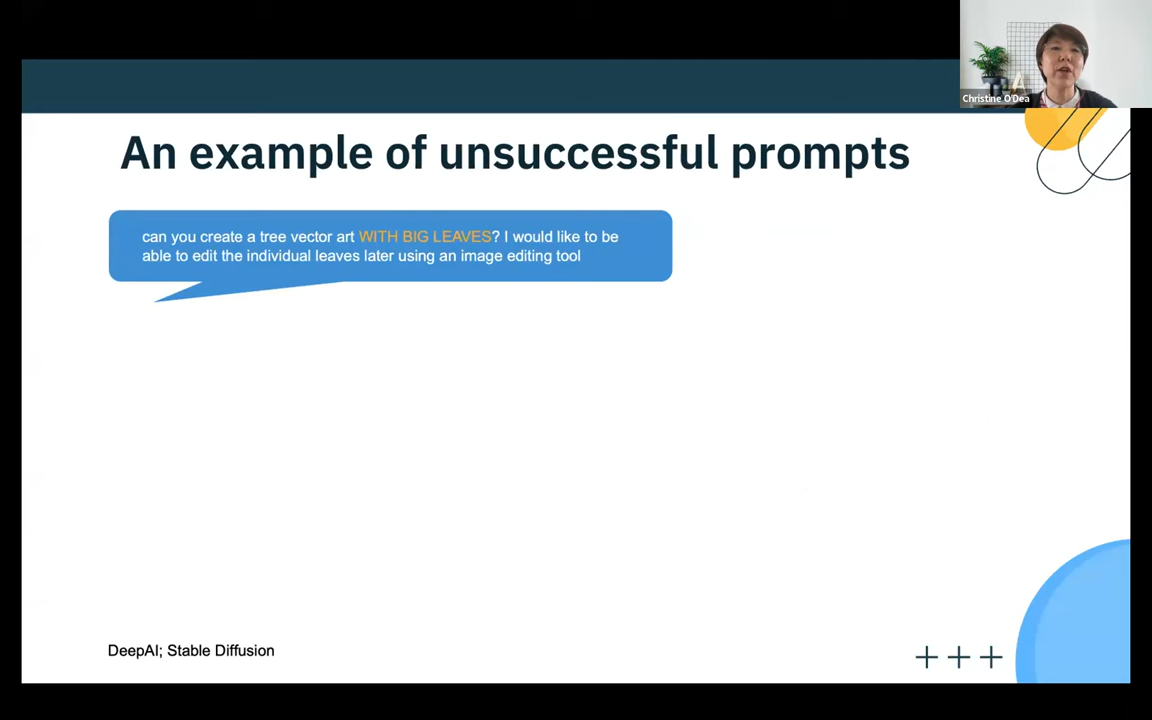 Christine O'Dea
An example of unsuccessful prompts
can you create a tree vector art WITH BIG LEAVES? I would like to be
able to edit the individual leaves later using an image editing tool
DeepAI; Stable Diffusion